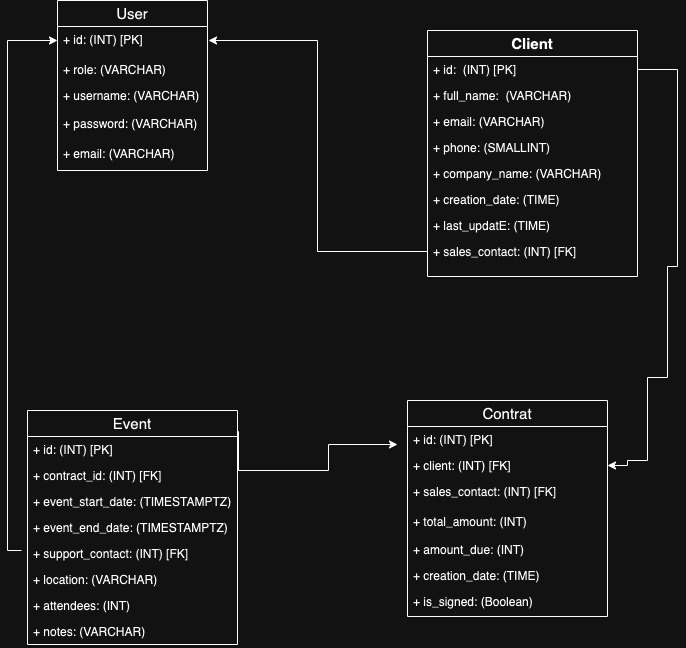 User
+ id: (INT) [PK]
+ role: (VARCHAR)
+ username: (VARCHAR)
+ password: (VARCHAR)
+ email: (VARCHAR)
Client
+ id:  (INT) [PK]
+ full_name:  (VARCHAR)
+ email: (VARCHAR)
+ phone: (SMALLINT)
+ company_name: (VARCHAR)
+ creation_date: (TIME)
+ last_updatE: (TIME)
+ sales_contact: (INT) [FK]
Event
+ id: (INT) [PK]
+ contract_id: (INT) [FK]
+ event_start_date: (TIMESTAMPTZ)
+ event_end_date: (TIMESTAMPTZ)
+ support_contact: (INT) [FK]
+ location: (VARCHAR)
+ attendees: (INT)
+ notes: (VARCHAR)
Contrat
+ id: (INT) [PK]
+ client: (INT) [FK]
+ sales_contact: (INT) [FK]
+ total_amount: (INT)
+ amount_due: (INT)
+ creation_date: (TIME)
+ is_signed: (Boolean)